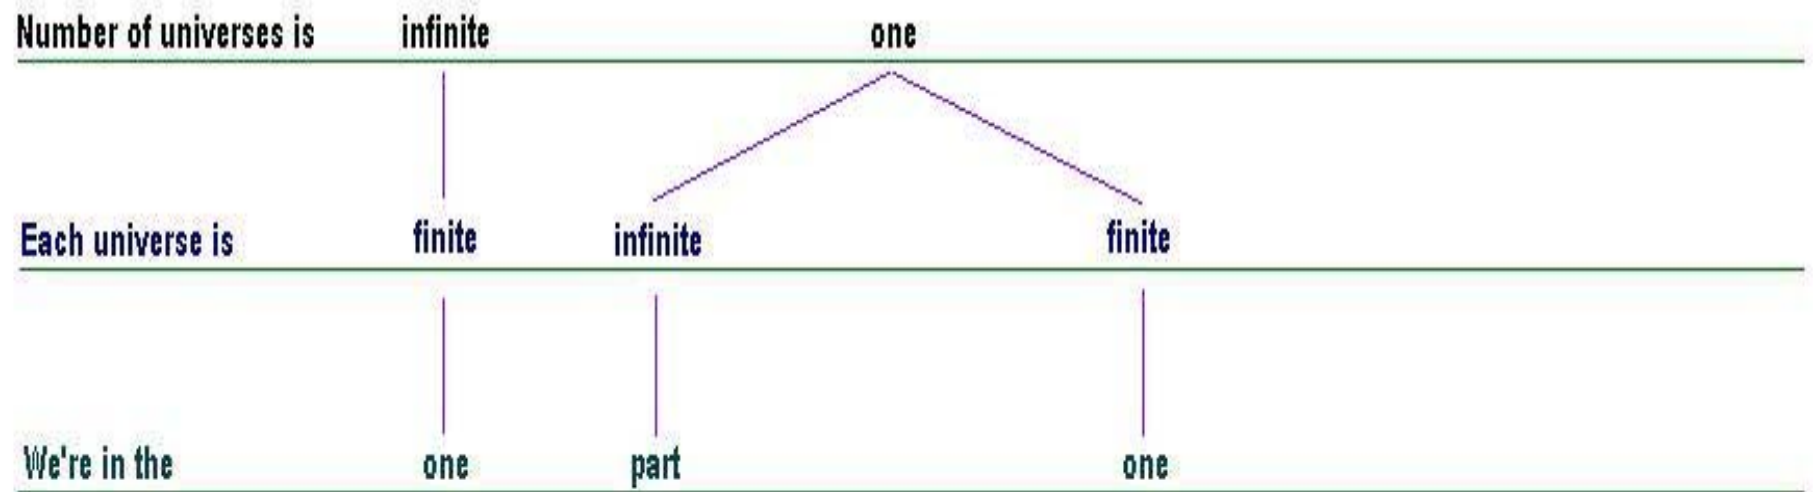 Number of universes is infinite one
Each universe is finite infinite finite
We're in the one part one